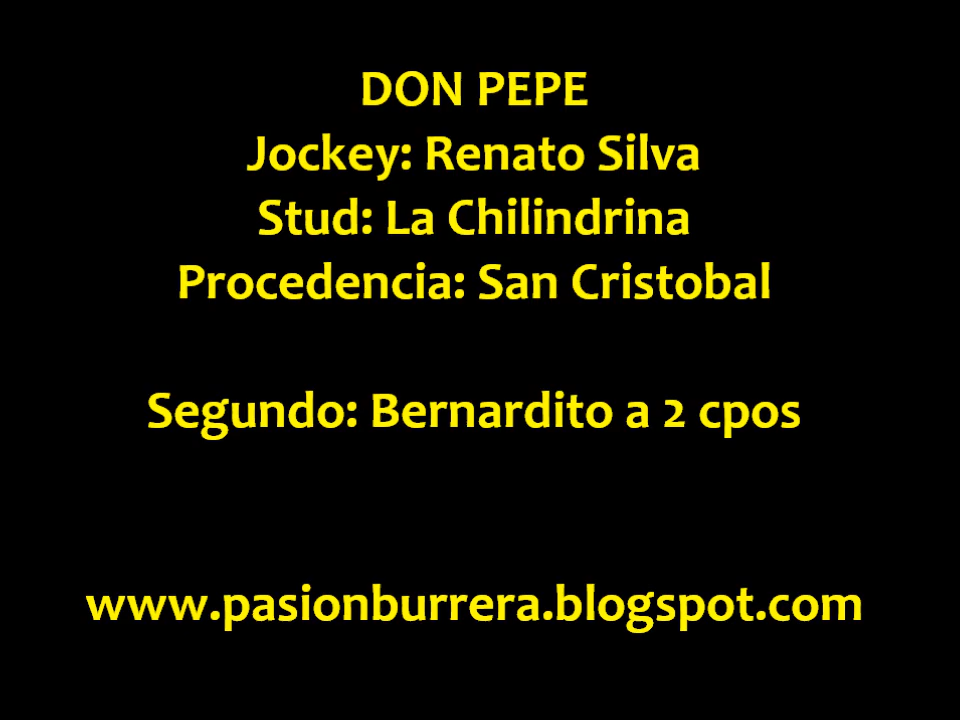 DON PEPE
Jockey: Renato Silva
Stud: La Chilindrina
Procedencia: San Cristobal
Segundo: Bernardito a 2 cpos
www.pasionburrera.blogspot.com